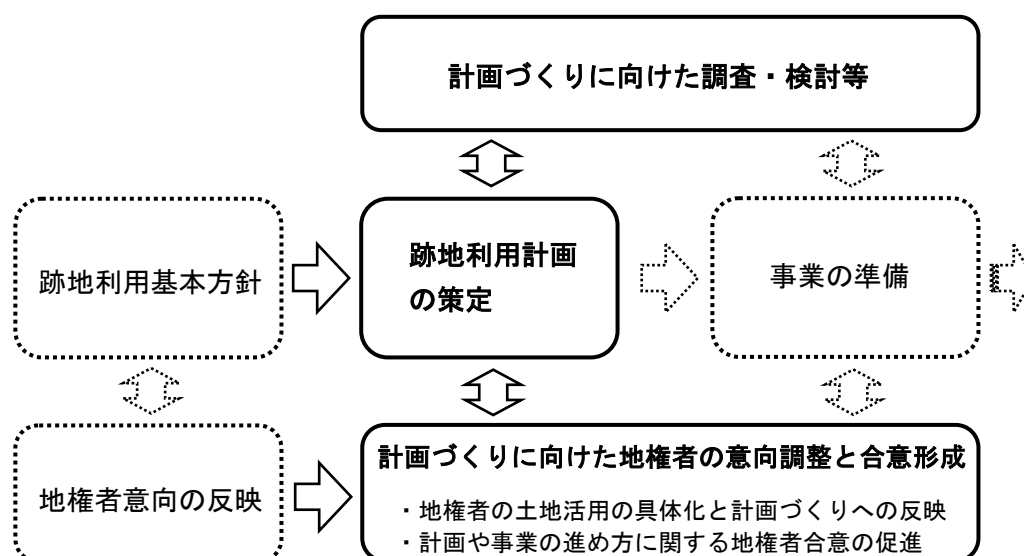 計画づくりに向けた調査・検討等
跡地利用基本方針
跡地利用計画
の策定
事業の準備
地権者意向の反映
計画づくりに向けた地権者の意向調整と合意形成
・地権者の土地活用の具体化と計画づくりへの反映
・計画や事業の進め方に関する地権者合意の促進